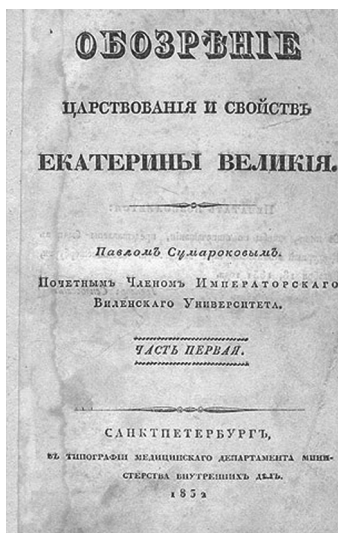 ОБОЗРѢНІЕ
ЦАРСТВОВАНІЯ И СВОЙСТВЪ
ЕКАТЕРИНЫ ВЕЛИКІЯ.
Павломъ Сумароковымъ.
Почетнымъ Членомъ Императорскаго
Виленскаго Университета.
ЧАСТЬ ПЕРВАЯ.
САНКТПЕТЕРБУРГЪ,
въ типографіи медицинскаго департамента мини-
стерства внутреннихъ дѣлъ.
1832